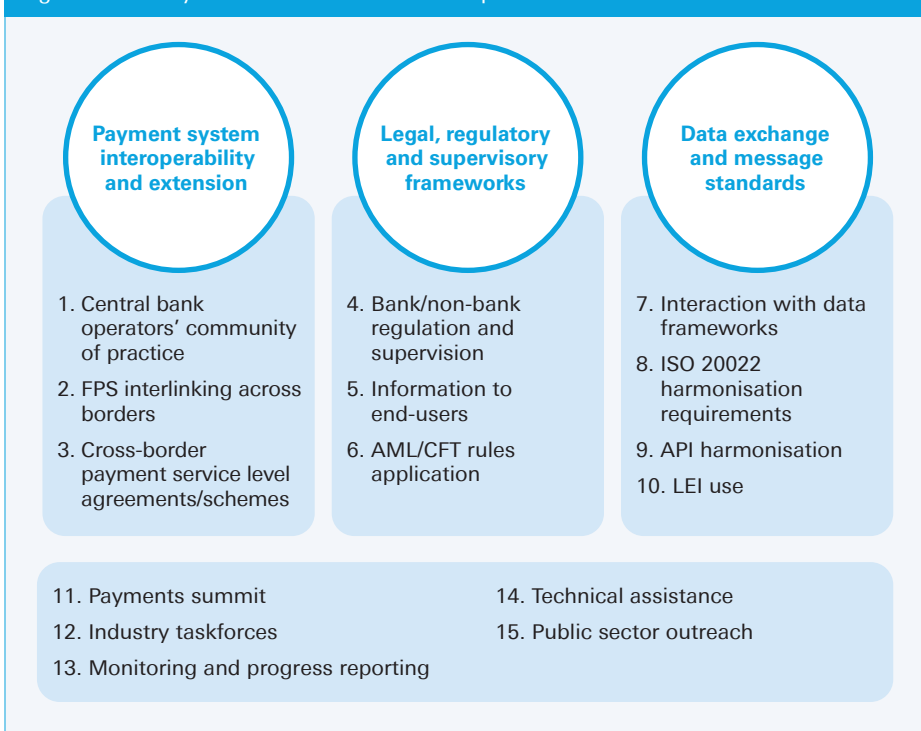 Payment system
interoperability
and extension
1. Central bank
operators’ community
of practice
2. FPS interlinking across
borders
3. Cross-border
payment service level
agreements/schemes
Legal, regulatory
and supervisory
frameworks
4. Bank/non-bank
regulation and
supervision
5. Information to
end-users
6. AML/CFT rules
application
Data exchange
and message
standards
7. Interaction with data
frameworks
8. ISO 20022
harmonisation
requirements
9. API harmonisation
10. LEI use
11. Payments summit
12. Industry taskforces
13. Monitoring and progress reporting
14. Technical assistance
15. Public sector outreach